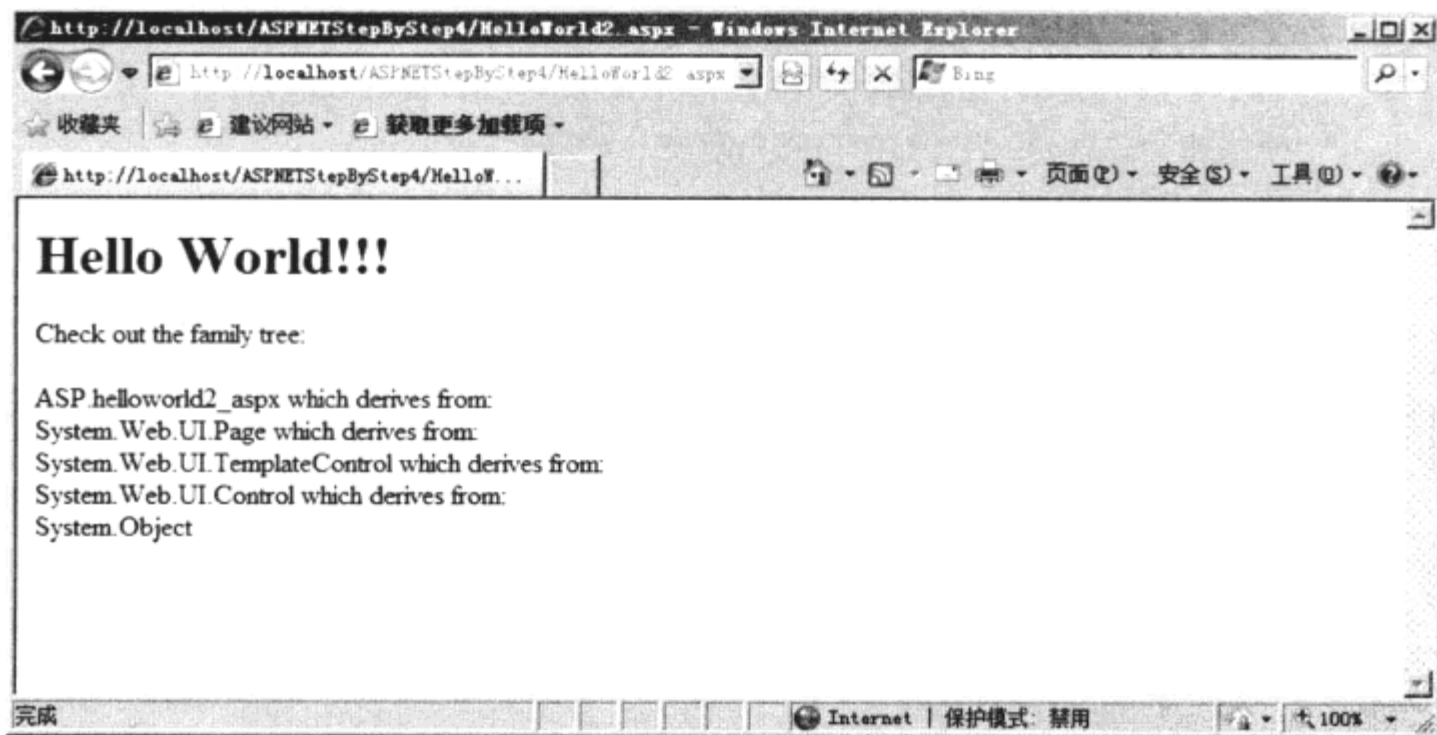 http://localhost/ASPNETStepByStep4/HelloWorld2.aspx - Windows Internet Explorer
http://localhost/ASPNETStepByStep4/HelloWorld2.aspx Bing
收藏夹 建议网站 获取更多加载项
http://localhost/ASPNETStepByStep4/HelloW... 页面(P) 安全(S) 工具(O)
Hello World!!!
Check out the family tree:
ASP.helloworld2_aspx which derives from:
System.Web.UI.Page which derives from:
System.Web.UI.TemplateControl which derives from:
System.Web.UI.Control which derives from:
System.Object
完成 Internet | 保护模式: 禁用 100%